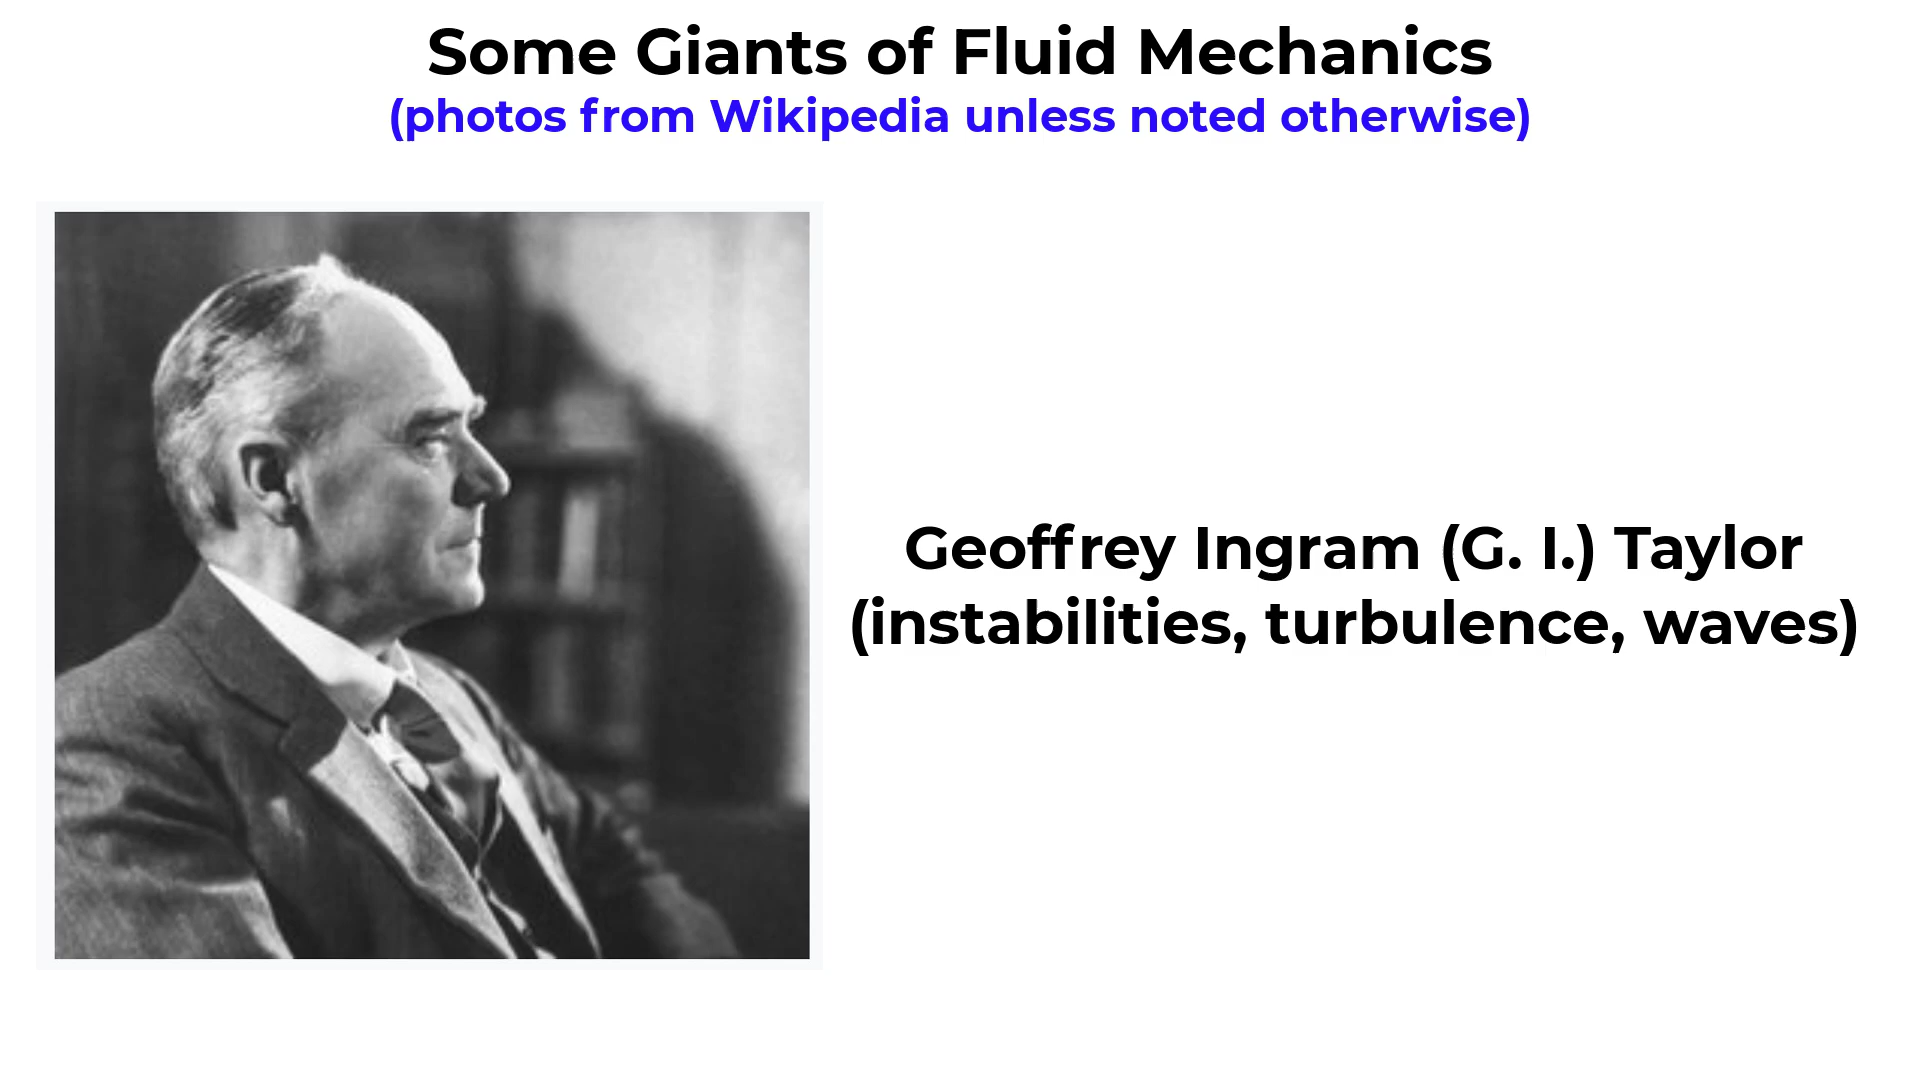 Some Giants of Fluid Mechanics
(photos from Wikipedia unless noted otherwise)
Geoffrey Ingram (G. I.) Taylor
(instabilities, turbulence, waves)